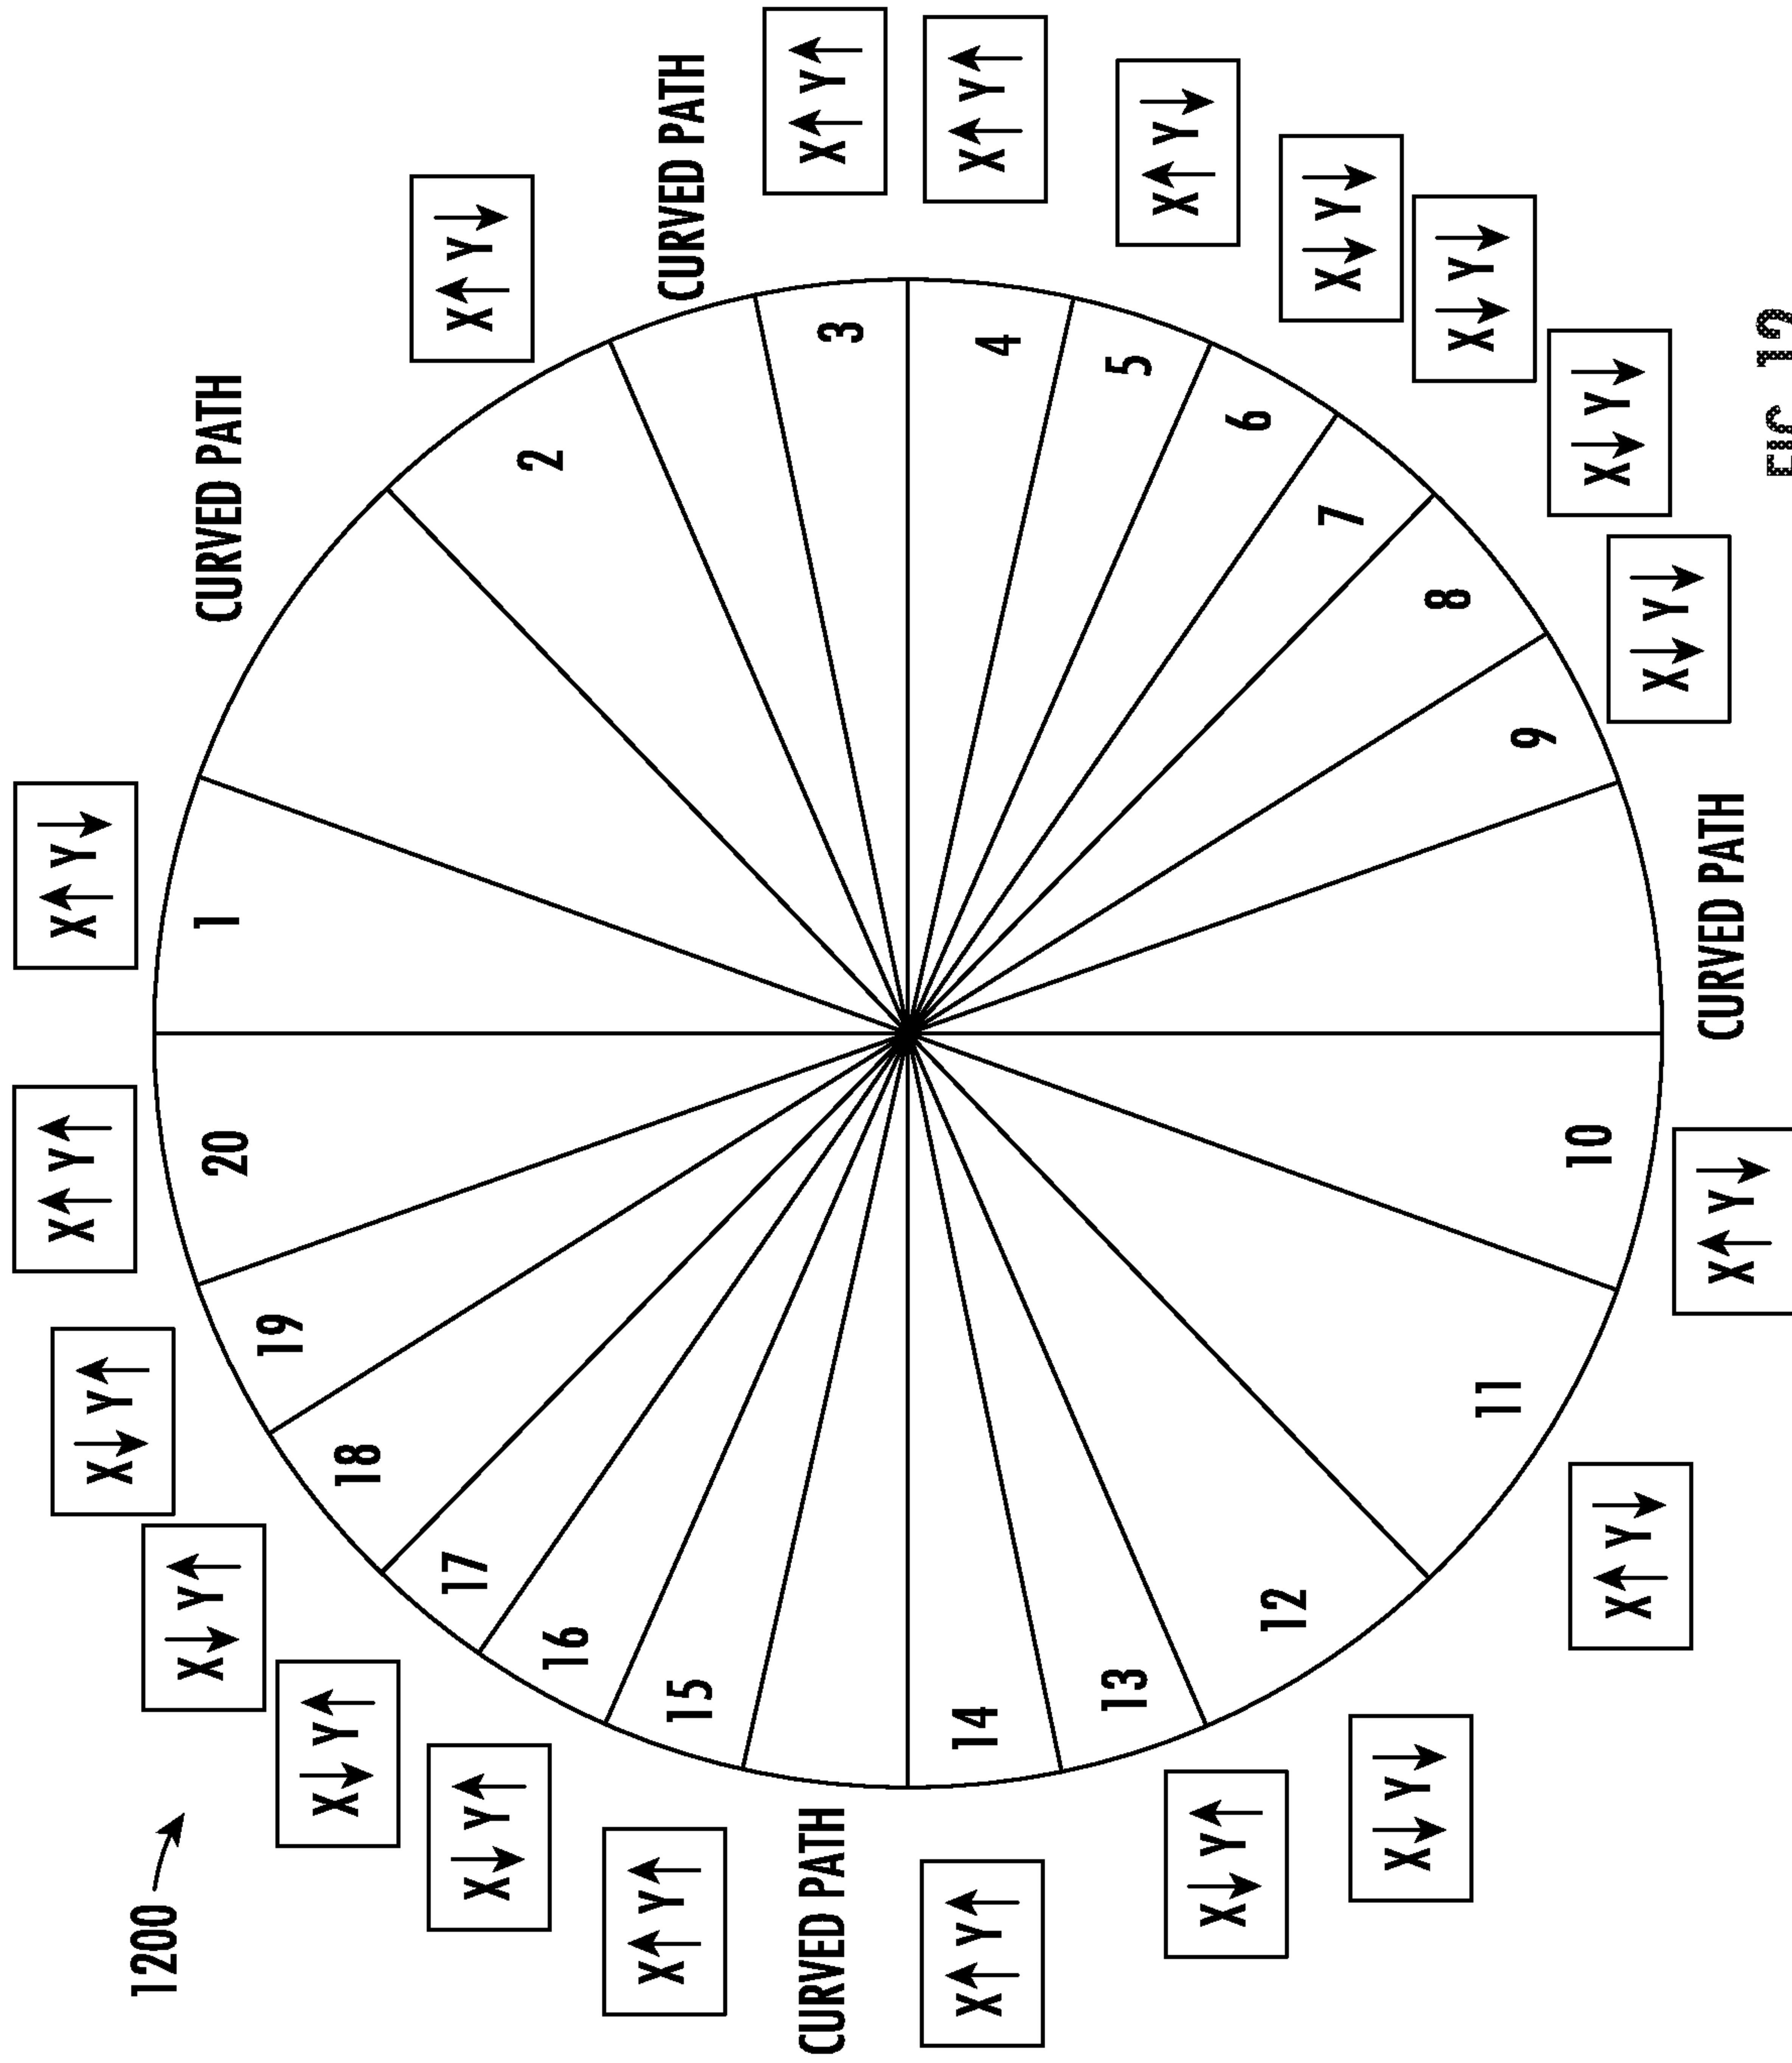 1200
1
X → Y ←
CURVED PATH
2
X → Y ←
CURVED PATH
3
X → Y →
4
X → Y →
5
X → Y ←
6
X ← Y ←
7
X ← Y ←
8
X ← Y ←
9
X ← Y ←
CURVED PATH
10
X → Y ←
11
X → Y ←
12
X ← Y ←
13
X ← Y →
14
X → Y →
CURVED PATH
15
X → Y →
16
X ← Y →
17
X ← Y →
18
X ← Y →
19
X ← Y →
20
X → Y →